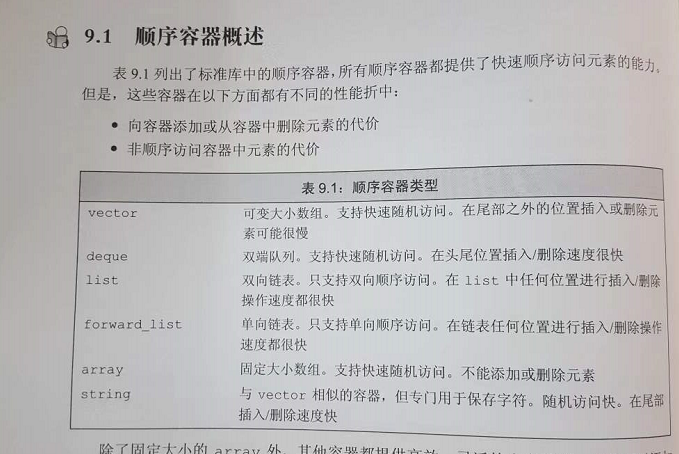 9.1 顺序容器概述
表 9.1 列出了标准库中的顺序容器，所有顺序容器都提供了快速顺序访问元素的能力。
但是，这些容器在以下方面都有不同的性能折中：
● 向容器添加或从容器中删除元素的代价
● 非顺序访问容器中元素的代价
表 9.1：顺序容器类型
vector 可变大小数组。支持快速随机访问。在尾部之外的位置插入或删除元
素可能很慢
deque 双端队列。支持快速随机访问。在头尾位置插入/删除速度很快
list 双向链表。只支持双向顺序访问。在 list 中任何位置进行插入/删除
操作速度都很快
forward_list 单向链表。只支持单向顺序访问。在链表任何位置进行插入/删除操作
速度都很快
array 固定大小数组。支持快速随机访问。不能添加或删除元素
string 与 vector 相似的容器，但专门用于保存字符。随机访问快。在尾部
插入/删除速度快
除了固定大小的 array 外，其他容器都提供高效